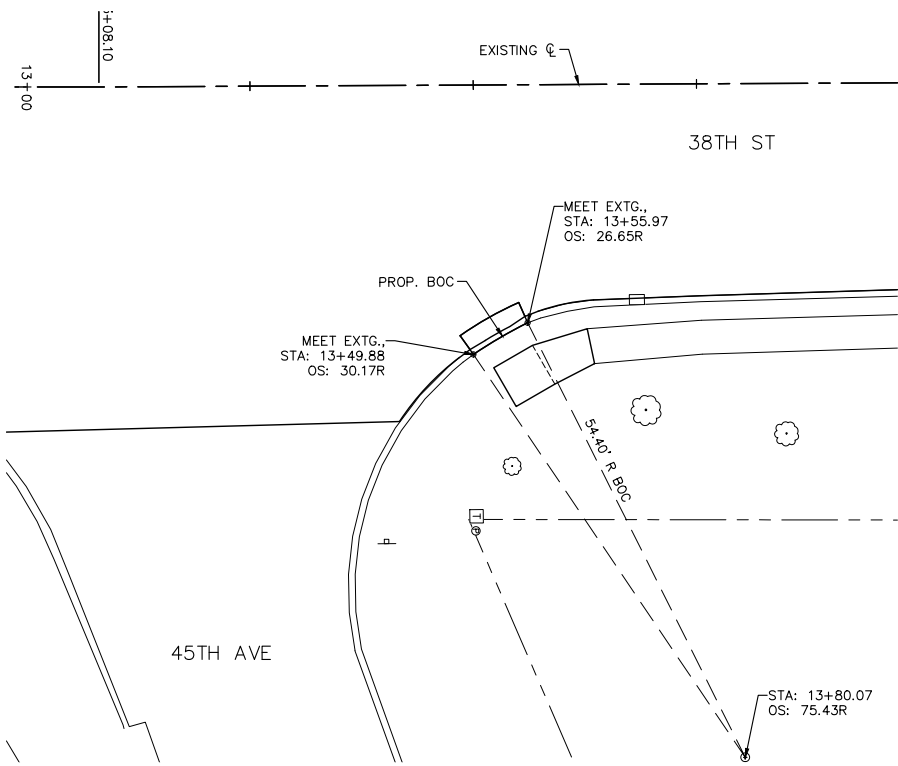 +08.10
13+00
EXISTING ℄
38TH ST
MEET EXTG.,
STA: 13+55.97
OS: 26.65R
PROP. BOC
MEET EXTG.,
STA: 13+49.88
OS: 30.17R
54.40' R BOC
T
P
45TH AVE
STA: 13+80.07
OS: 75.43R